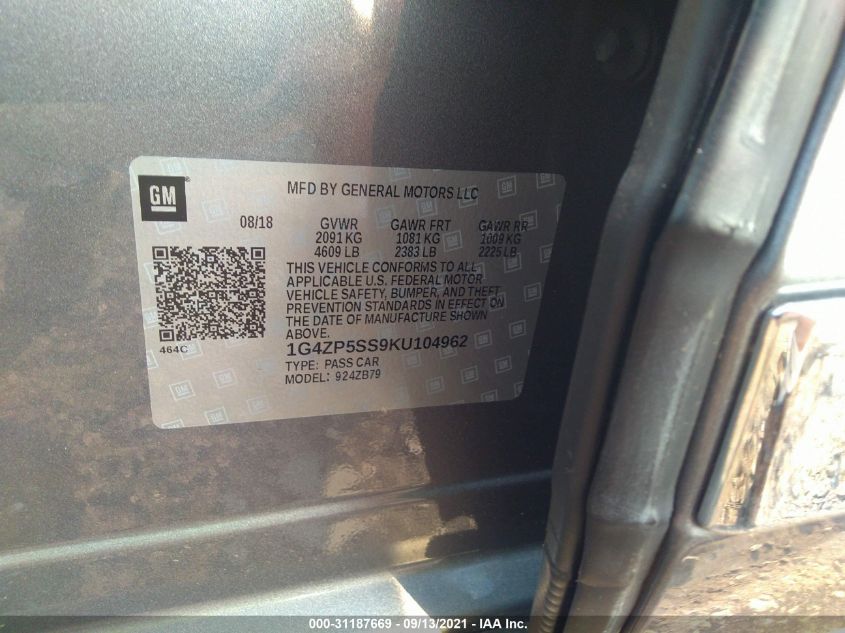 GM
MFD BY GENERAL MOTORS LLC
08/18 GVWR GAWR FRT GAWR RR
2091 KG 1081 KG 1009 KG
4609 LB 2383 LB 2225 LB
THIS VEHICLE CONFORMS TO ALL
APPLICABLE U.S. FEDERAL MOTOR
VEHICLE SAFETY, BUMPER, AND THEFT
PREVENTION STANDARDS IN EFFECT ON
THE DATE OF MANUFACTURE SHOWN
ABOVE.
464C
1G4ZP5SS9KU104962
TYPE: PASS CAR
MODEL: 924ZB79
000-31187669 - 09/13/2021 - IAA Inc.